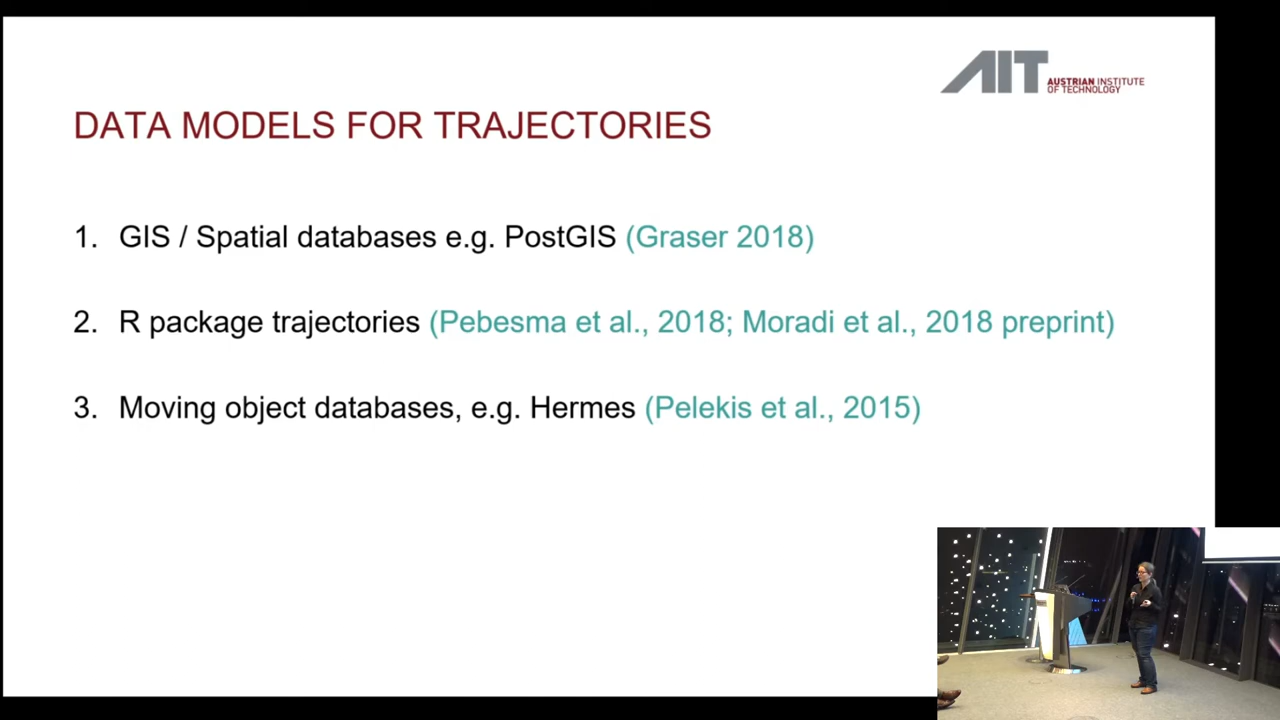 AIT AUSTRIAN INSTITUTE
OF TECHNOLOGY
DATA MODELS FOR TRAJECTORIES
1. GIS / Spatial databases e.g. PostGIS (Graser 2018)
2. R package trajectories (Pebesma et al., 2018; Moradi et al., 2018 preprint)
3. Moving object databases, e.g. Hermes (Pelekis et al., 2015)